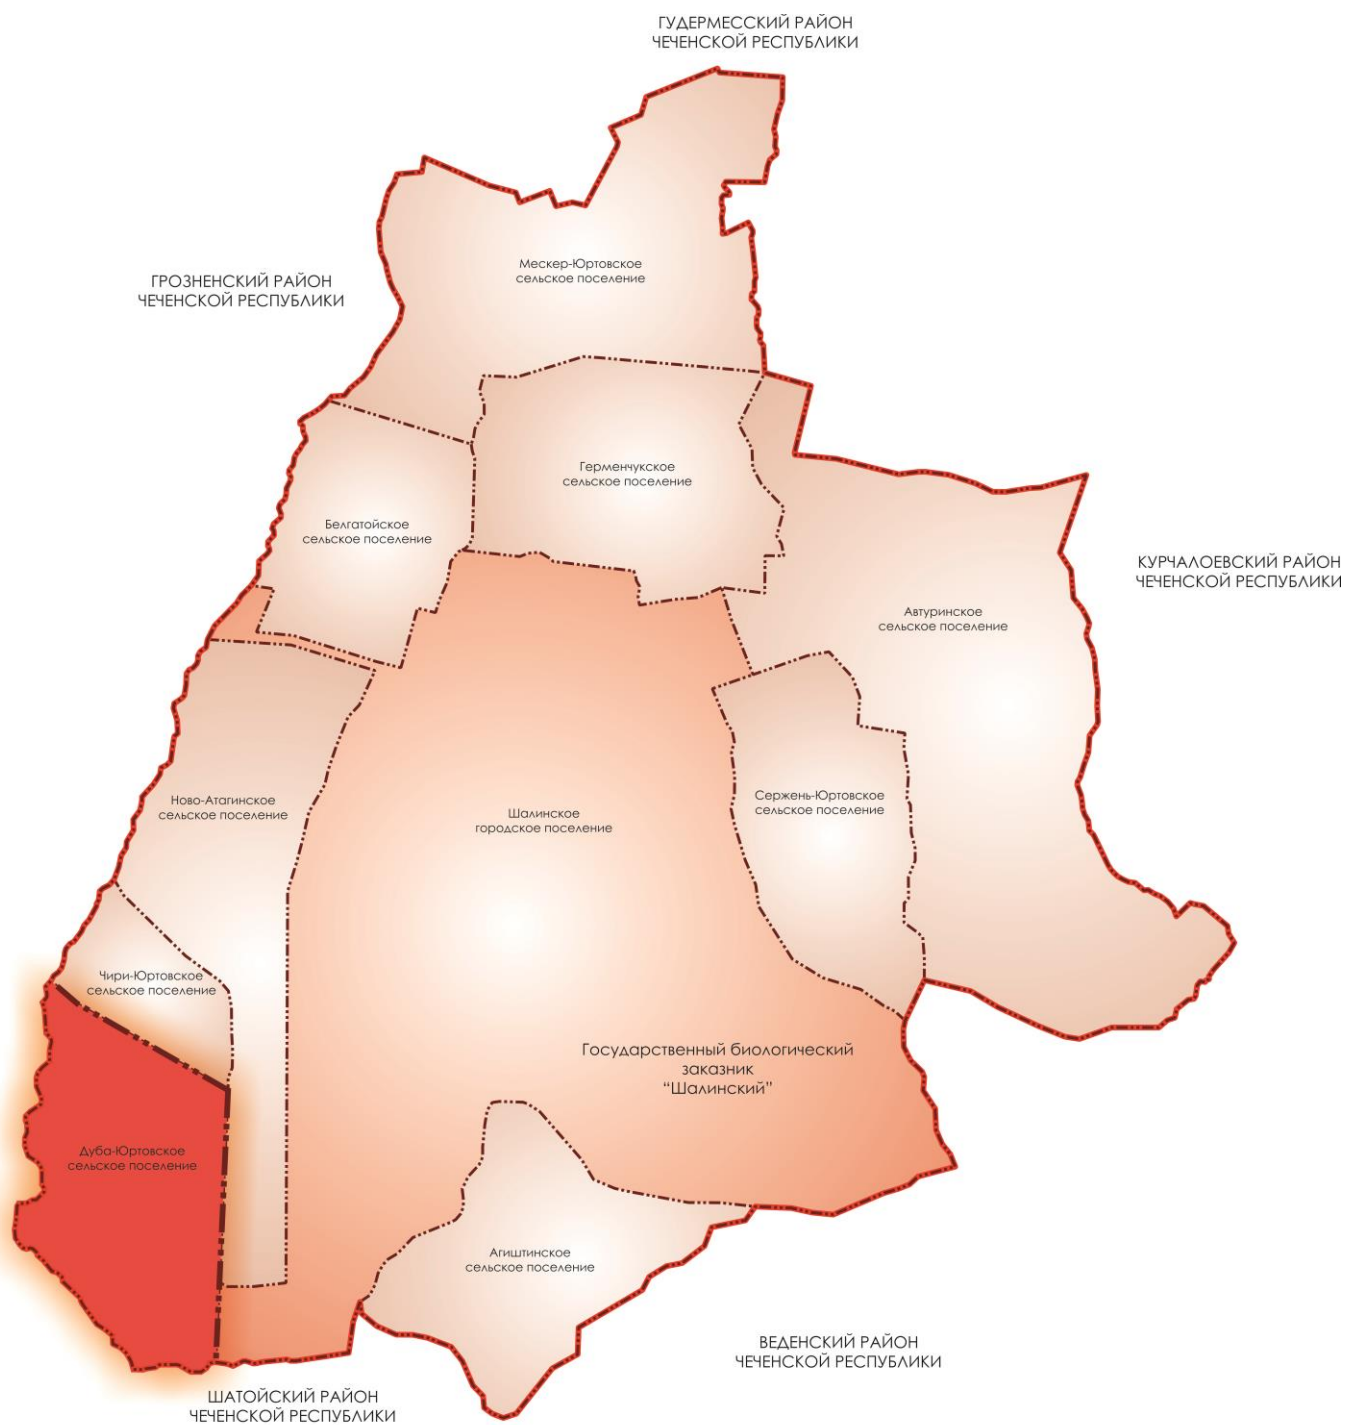 ГУДЕРМЕССКИЙ РАЙОН
ЧЕЧЕНСКОЙ РЕСПУБЛИКИ
Мескер-Юртовское
сельское поселение
ГРОЗНЕНСКИЙ РАЙОН
ЧЕЧЕНСКОЙ РЕСПУБЛИКИ
Герменчукское
сельское поселение
Белгатойское
сельское поселение
КУРЧАЛОЕВСКИЙ РАЙОН
ЧЕЧЕНСКОЙ РЕСПУБЛИКИ
Автуринское
сельское поселение
Ново-Атагинское
сельское поселение
Шалинское
городское поселение
Сержень-Юртовское
сельское поселение
Чири-Юртовское
сельское поселение
Государственный биологический
заказник
“Шалинский”
Дуба-Юртовское
сельское поселение
Агиштинское
сельское поселение
ВЕДЕНСКИЙ РАЙОН
ЧЕЧЕНСКОЙ РЕСПУБЛИКИ
ШАТОЙСКИЙ РАЙОН
ЧЕЧЕНСКОЙ РЕСПУБЛИКИ